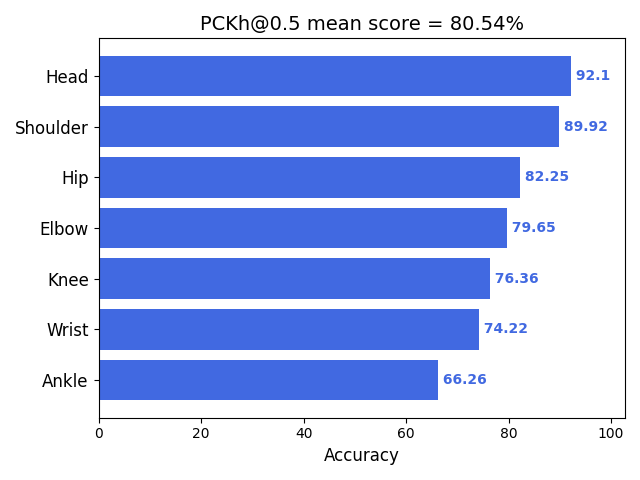 PCKh@0.5 mean score = 80.54%
Head 92.1
Shoulder 89.92
Hip 82.25
Elbow 79.65
Knee 76.36
Wrist 74.22
Ankle 66.26
0 20 40 60 80 100
Accuracy